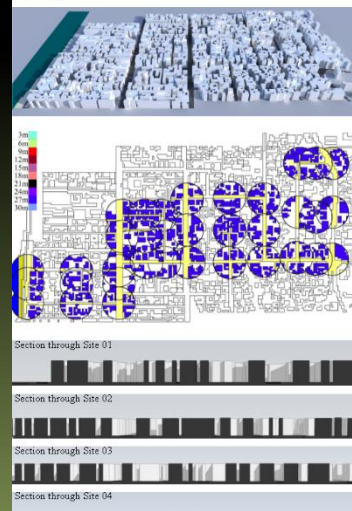 3m
6m
9m
12m
15m
18m
21m
24m
27m
30m
Section through Site 01
Section through Site 02
Section through Site 03
Section through Site 04